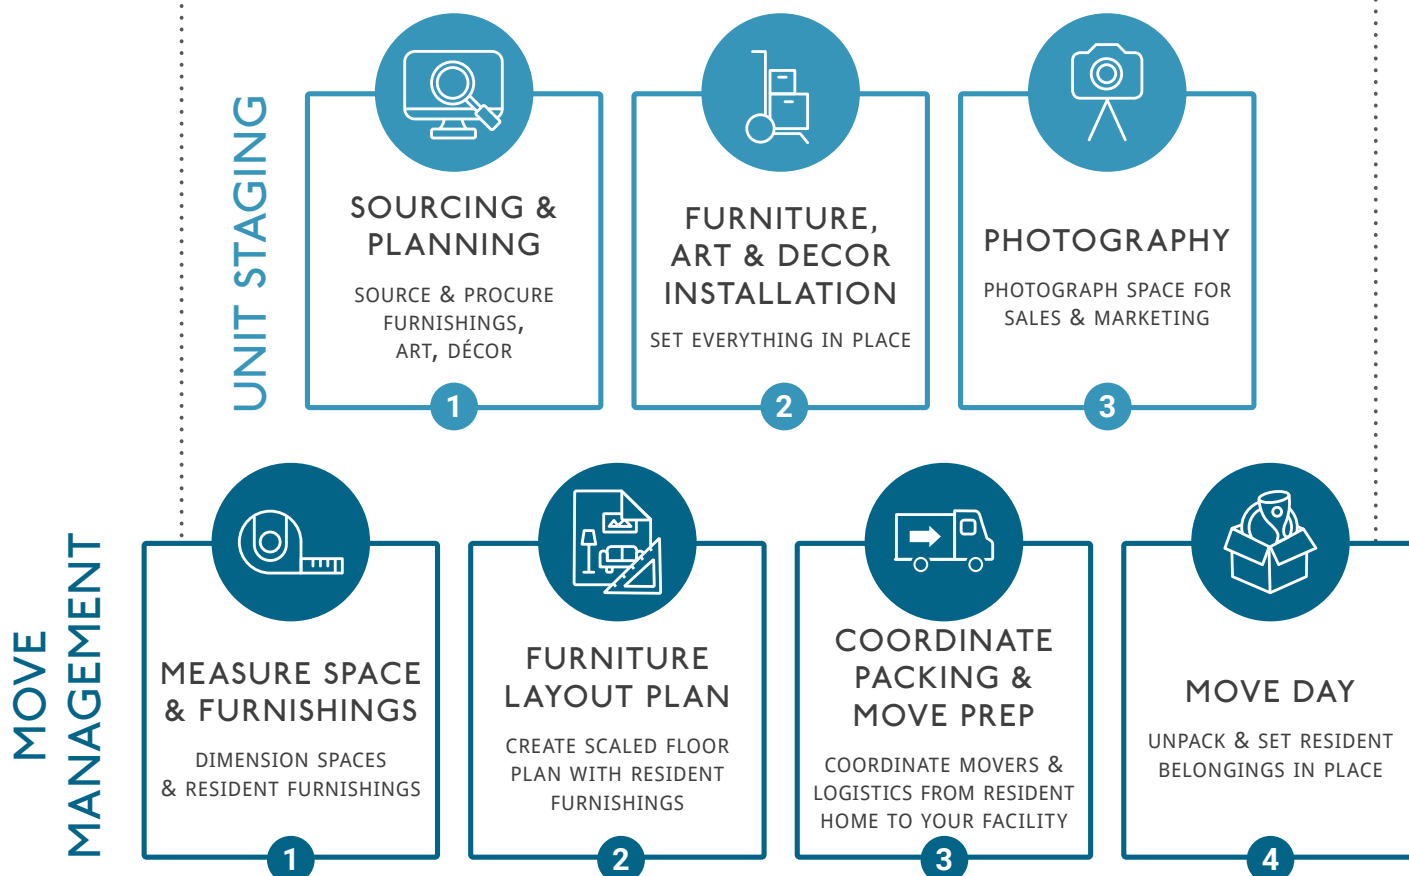 UNIT STAGING
SOURCING &
PLANNING
SOURCE & PROCURE
FURNISHINGS,
ART, DÉCOR
1
FURNITURE,
ART & DECOR
INSTALLATION
SET EVERYTHING IN PLACE
2
PHOTOGRAPHY
PHOTOGRAPH SPACE FOR
SALES & MARKETING
3
MOVE
MANAGEMENT
MEASURE SPACE
& FURNISHINGS
DIMENSION SPACES
& RESIDENT FURNISHINGS
1
FURNITURE
LAYOUT PLAN
CREATE SCALED FLOOR
PLAN WITH RESIDENT
FURNISHINGS
2
COORDINATE
PACKING &
MOVE PREP
COORDINATE MOVERS &
LOGISTICS FROM RESIDENT
HOME TO YOUR FACILITY
3
MOVE DAY
UNPACK & SET RESIDENT
BELONGINGS IN PLACE
4